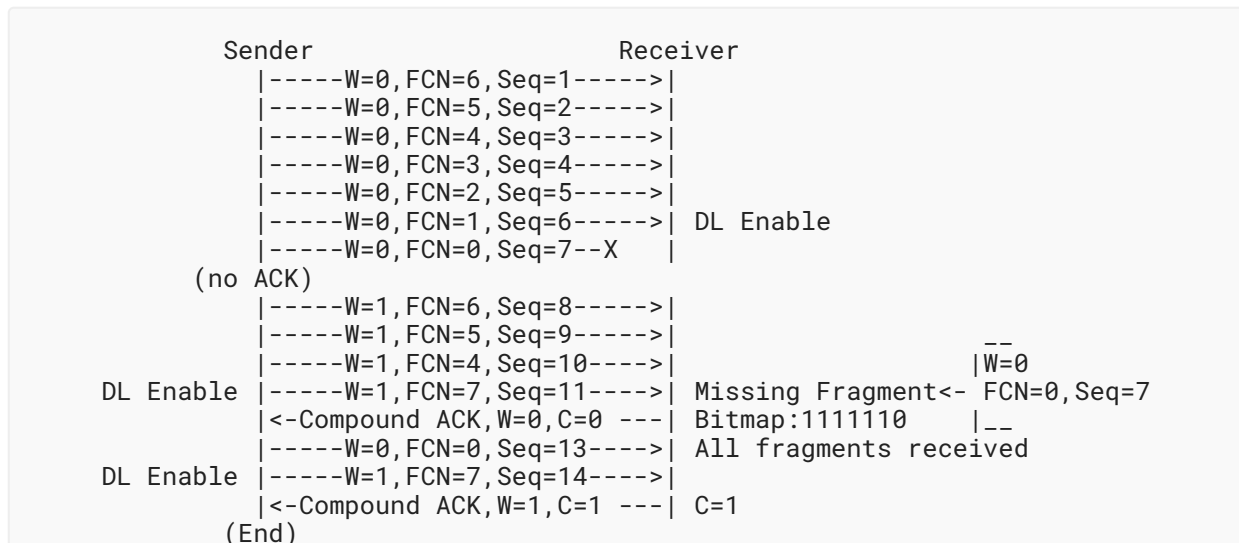 Sender                    Receiver
  |-----W=0,FCN=6,Seq=1----->|
  |-----W=0,FCN=5,Seq=2----->|
  |-----W=0,FCN=4,Seq=3----->|
  |-----W=0,FCN=3,Seq=4----->|
  |-----W=0,FCN=2,Seq=5----->|
  |-----W=0,FCN=1,Seq=6----->| DL Enable
  |-----W=0,FCN=0,Seq=7--X   |
(no ACK)
  |-----W=1,FCN=6,Seq=8----->|
  |-----W=1,FCN=5,Seq=9----->|                   __
  |-----W=1,FCN=4,Seq=10---->|                  |W=0
DL Enable |-----W=1,FCN=7,Seq=11---->| Missing Fragment<- FCN=0,Seq=7
  |<-Compound ACK,W=0,C=0 ---| Bitmap:1111110   |__
  |-----W=0,FCN=0,Seq=13---->| All fragments received
DL Enable |-----W=1,FCN=7,Seq=14---->|
  |<-Compound ACK,W=1,C=1 ---| C=1
(End)